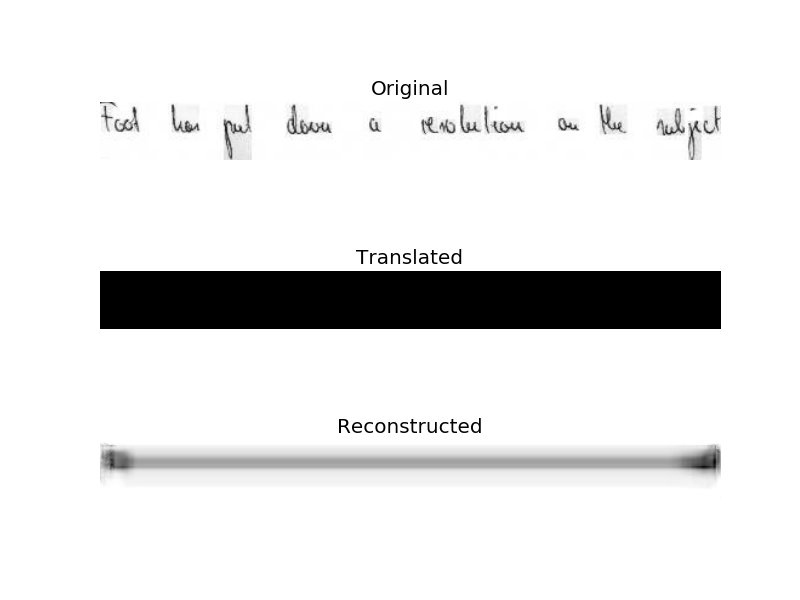 Original
Foot has put down a resolution on the subject
Translated
Reconstructed